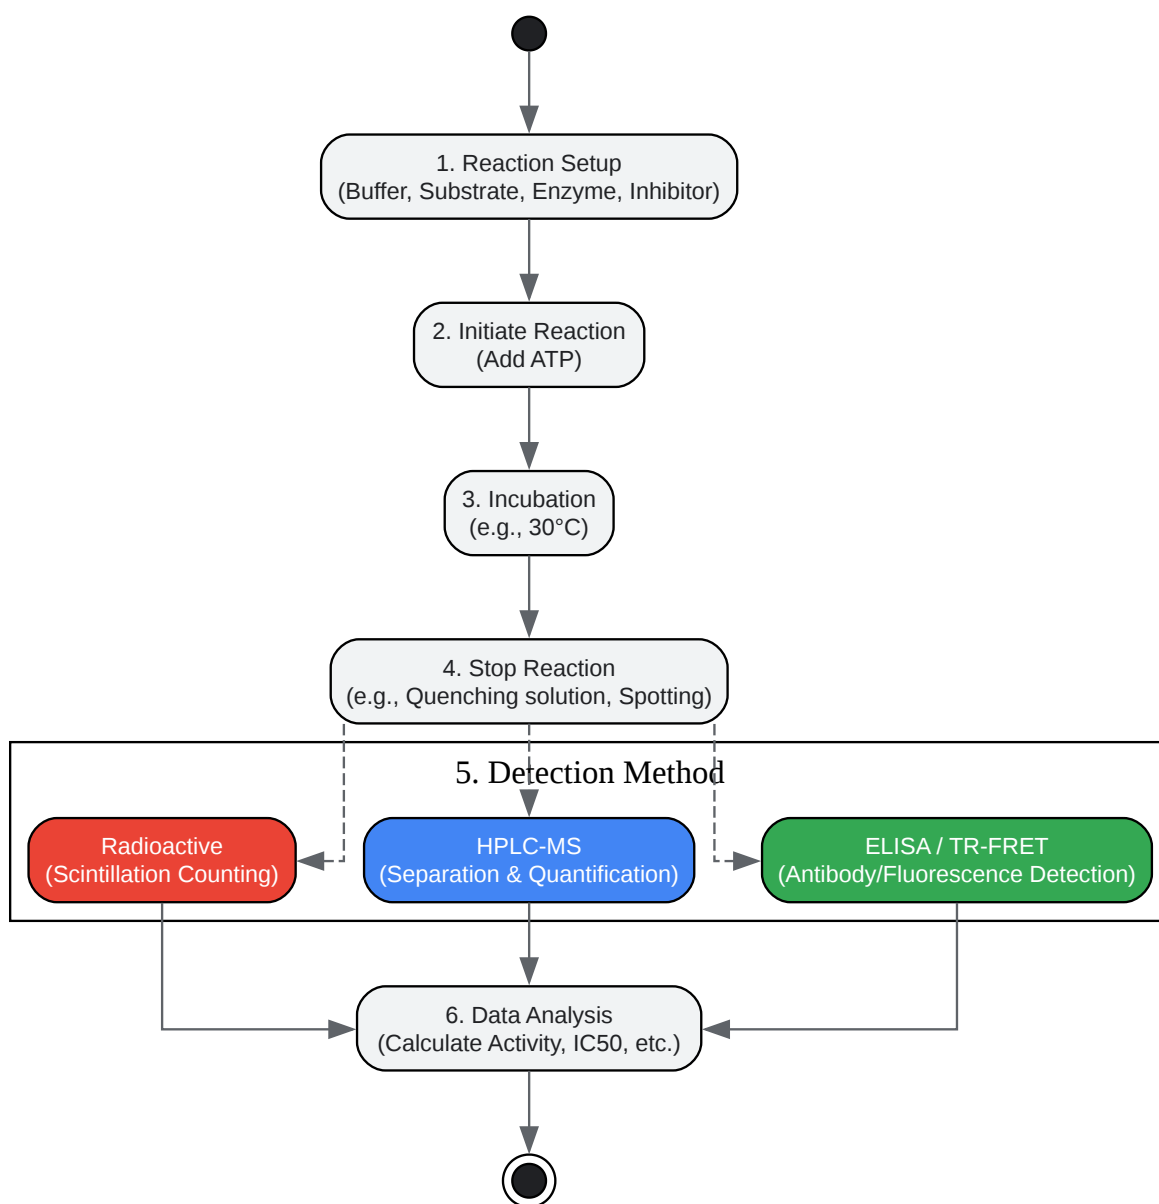 1. Reaction Setup
(Buffer, Substrate, Enzyme, Inhibitor)
2. Initiate Reaction
(Add ATP)
3. Incubation
(e.g., 30°C)
4. Stop Reaction
(e.g., Quenching solution, Spotting)
5. Detection Method
Radioactive
(Scintillation Counting)
HPLC-MS
(Separation & Quantification)
ELISA / TR-FRET
(Antibody/Fluorescence Detection)
6. Data Analysis
(Calculate Activity, IC50, etc.)